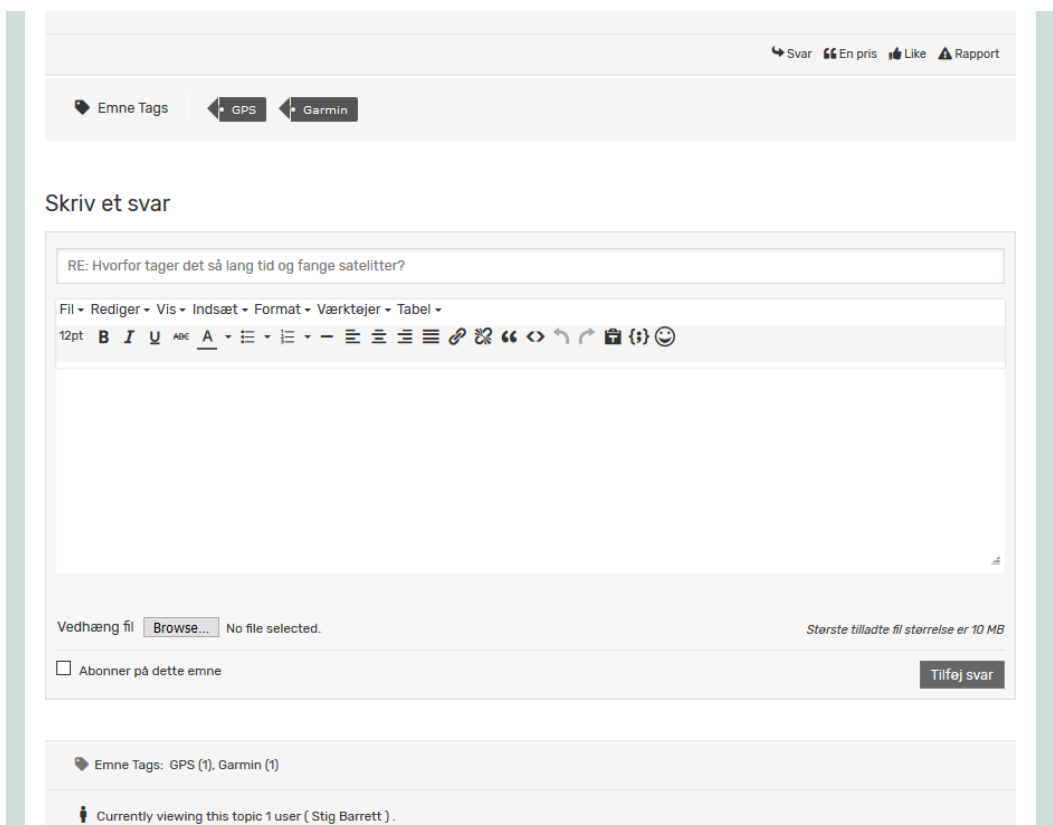 Svar En pris Like Rapport
Emne Tags GPS Garmin
Skriv et svar
RE: Hvorfor tager det så lang tid og fange satelitter?
Fil Rediger Vis Indsæt Format Værktøjer Tabel
12pt B I U ABC A
Vedhæng fil Browse... No file selected. Største tilladte fil størrelse er 10 MB
Abonner på dette emne Tilføj svar
Emne Tags: GPS (1), Garmin (1)
Currently viewing this topic 1 user ( Stig Barrett ) .